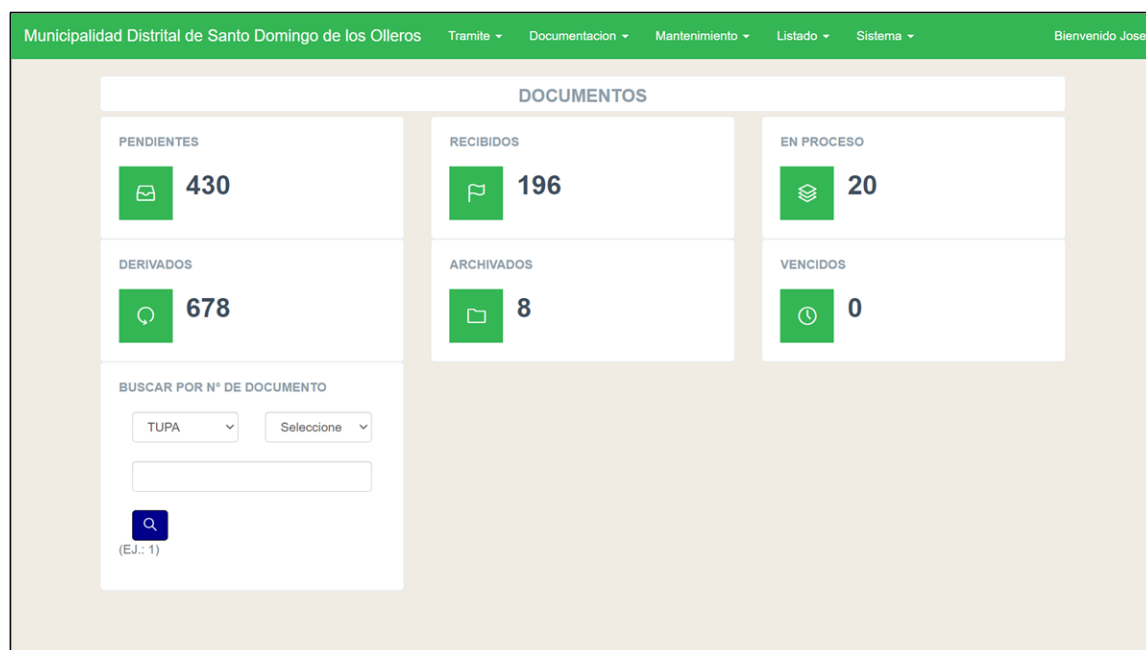 Municipalidad Distrital de Santo Domingo de los Olleros Tramite Documentacion Mantenimiento Listado Sistema Bienvenido Jose
DOCUMENTOS
PENDIENTES
430
RECIBIDOS
196
EN PROCESO
20
DERIVADOS
678
ARCHIVADOS
8
VENCIDOS
0
BUSCAR POR Nº DE DOCUMENTO
TUPA Seleccione
(EJ.: 1)